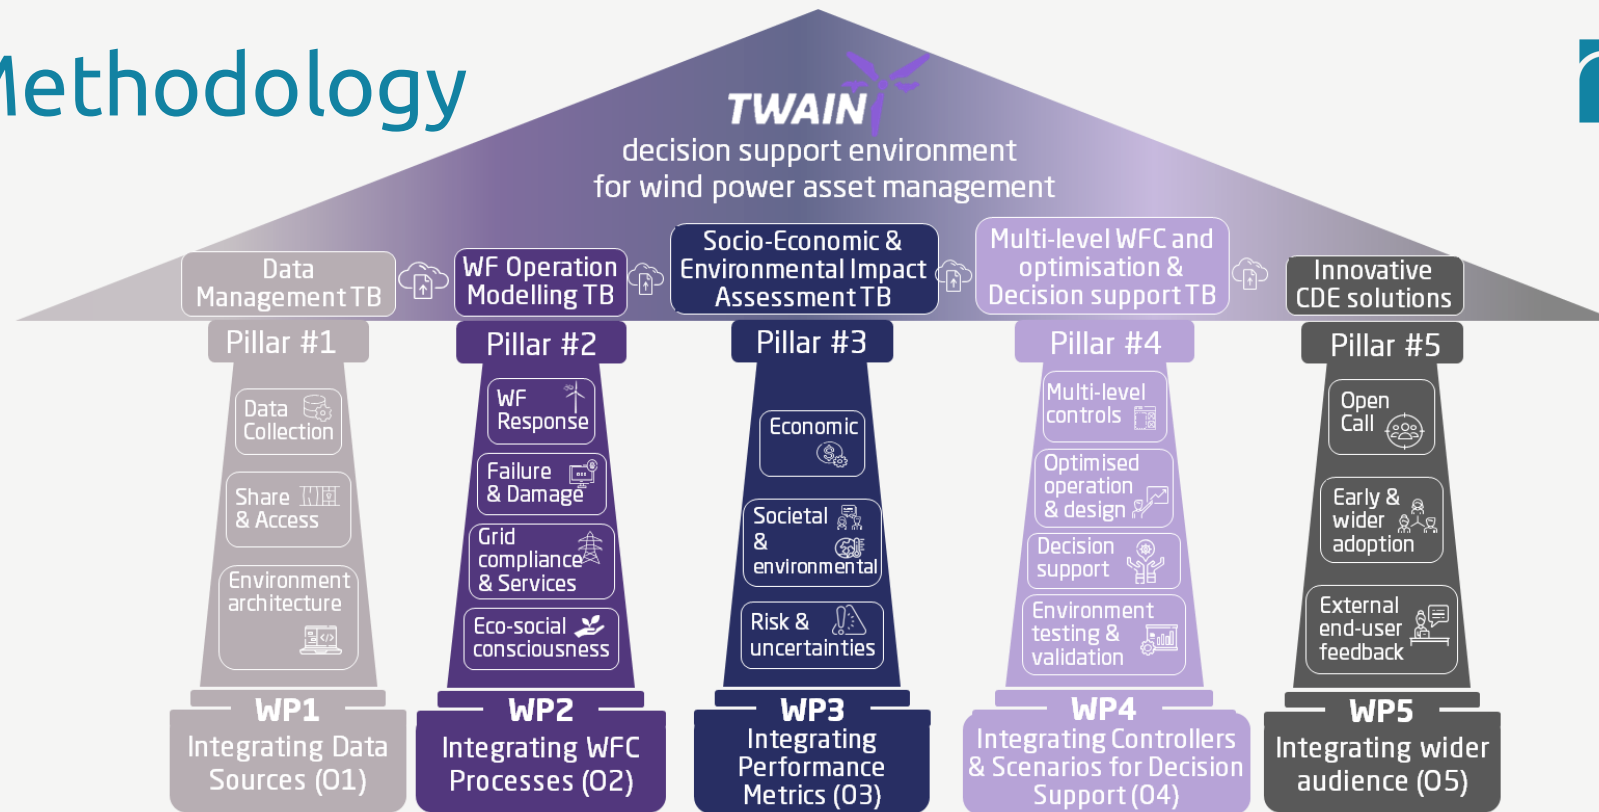 Methodology
TWAIN
decision support environment
for wind power asset management
Data
Management TB
WF Operation
Modelling TB
Socio-Economic &
Environmental Impact
Assessment TB
Multi-level WFC and
optimisation &
Decision support TB
Innovative
CDE solutions
Pillar #1
Data
Collection
Share
& Access
Environment
architecture
WP1
Integrating Data
Sources (O1)
Pillar #2
WF
Response
Failure
& Damage
Grid
compliance
& Services
Eco-social
consciousness
WP2
Integrating WFC
Processes (O2)
Pillar #3
Economic
Societal
&
environmental
Risk &
uncertainties
WP3
Integrating
Performance
Metrics (O3)
Pillar #4
Multi-level
controls
Optimised
operation
& design
Decision
support
Environment
testing &
validation
WP4
Integrating Controllers
& Scenarios for Decision
Support (O4)
Pillar #5
Open
Call
Early &
wider
adoption
External
end-user
feedback
WP5
Integrating wider
audience (O5)